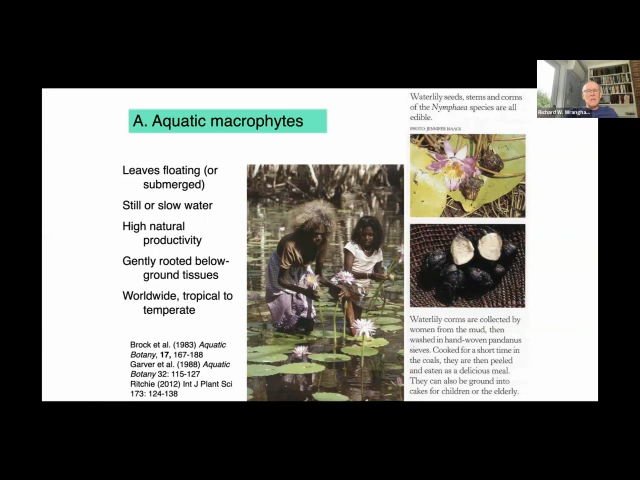 A. Aquatic macrophytes
Leaves floating (or
submerged)
Still or slow water
High natural
productivity
Gently rooted below-
ground tissues
Worldwide, tropical to
temperate
Brock et al. (1983) Aquatic
Botany, 17, 167-188
Garver et al. (1988) Aquatic
Botany 32: 115-127
Ritchie (2012) Int J Plant Sci
173: 124-138
Waterlily seeds, stems and corms
of the Nymphaea species are all
edible.
PHOTO: JENNIFER ISAACS
Waterlily corms are collected by
women from the mud, then
washed in hand-woven pandanus
sieves. Cooked for a short time in
the coals, they are then peeled
and eaten as a delicious meal.
They can also be ground into
cakes for children or the elderly.
Richard W. Wrangha...